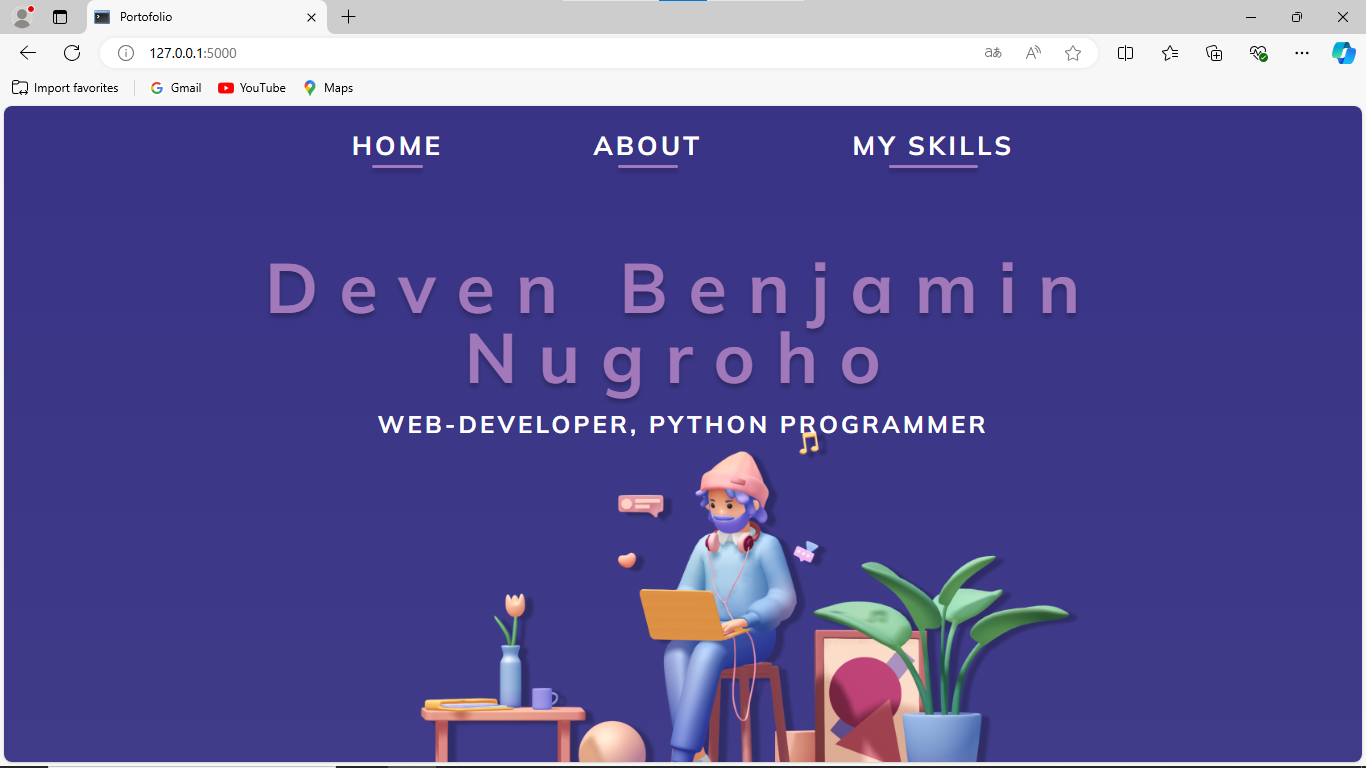 Portofolio
127.0.0.1:5000
Import favorites Gmail YouTube Maps
HOME ABOUT MY SKILLS
Deven Benjamin
Nugroho
WEB-DEVELOPER, PYTHON PROGRAMMER